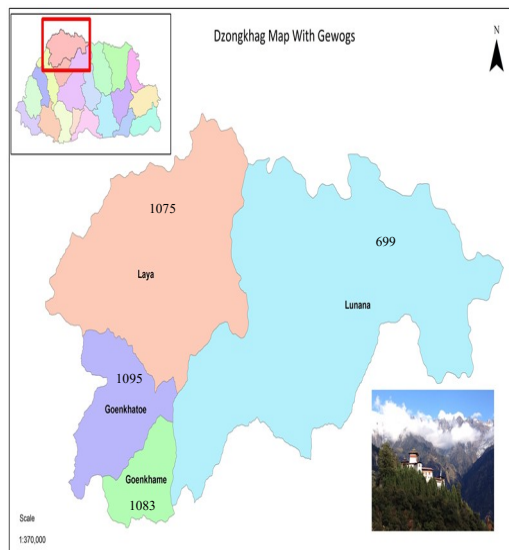 Dzongkhag Map With Gewogs
N
1075
699
Laya
Lunana
1095
Goenkhatoe
Goenkhame
1083
Scale
1:370,000